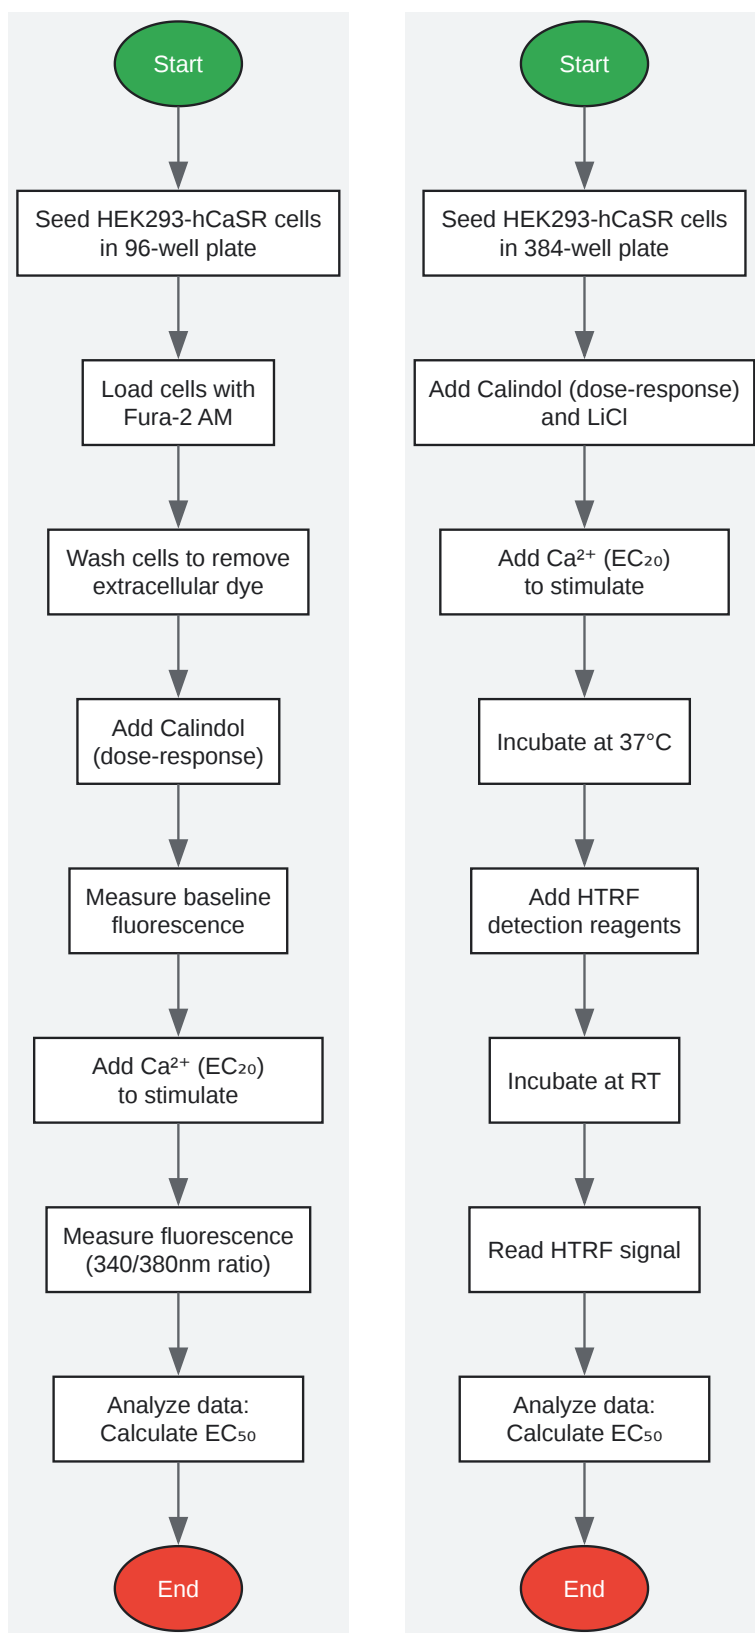 Start
Seed HEK293-hCaSR cells
in 96-well plate
Load cells with
Fura-2 AM
Wash cells to remove
extracellular dye
Add Calindol
(dose-response)
Measure baseline
fluorescence
Add Ca²⁺ (EC₂₀)
to stimulate
Measure fluorescence
(340/380nm ratio)
Analyze data:
Calculate EC₅₀
End
Start
Seed HEK293-hCaSR cells
in 384-well plate
Add Calindol (dose-response)
and LiCl
Add Ca²⁺ (EC₂₀)
to stimulate
Incubate at 37°C
Add HTRF
detection reagents
Incubate at RT
Read HTRF signal
Analyze data:
Calculate EC₅₀
End